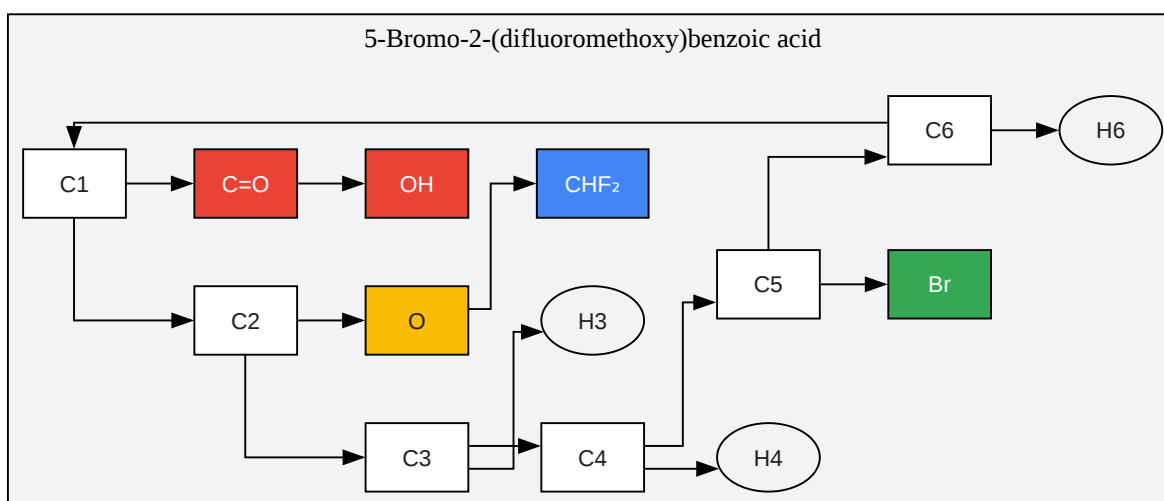 5-Bromo-2-(difluoromethoxy)benzoic acid
C6
H6
C1
C=O
OH
CHF₂
C5
Br
C2
O
H3
C3
C4
H4